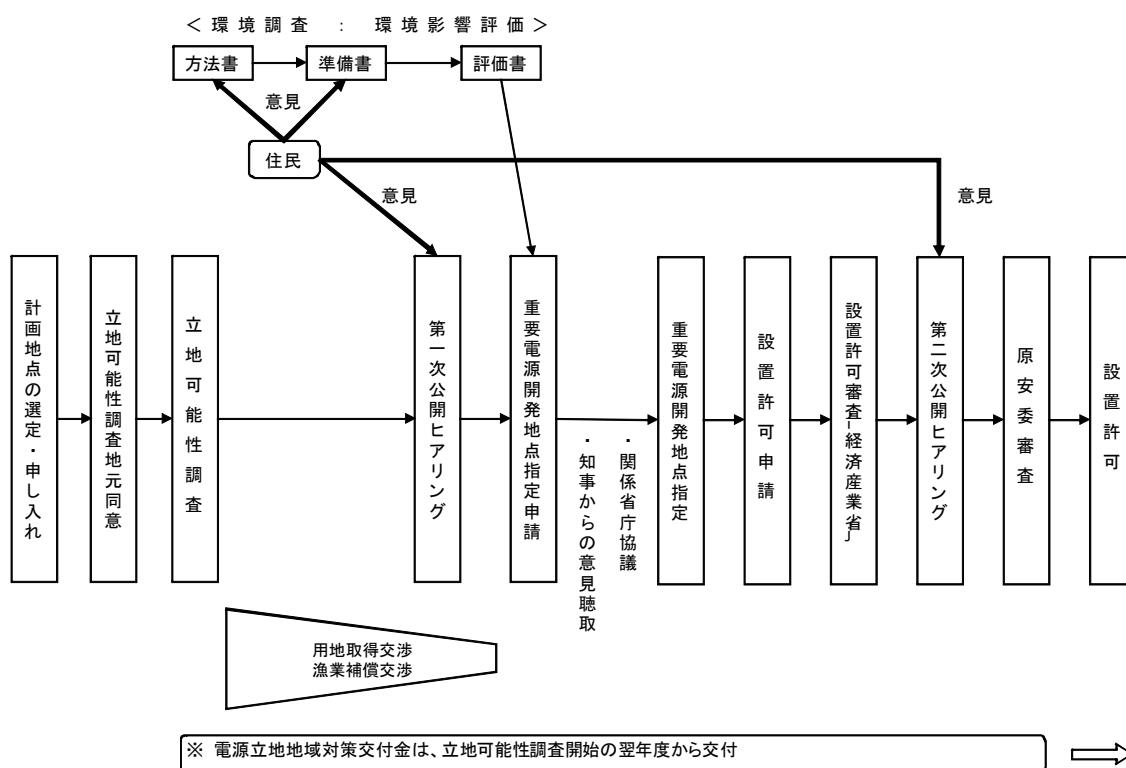 ＜環境調査 ： 環境影響評価＞
方法書
準備書
評価書
意見
住民
意見
意見
計画地点の選定・申し入れ
立地可能性調査地元同意
立地可能性調査
第一次公開ヒアリング
重要電源開発地点指定申請
・関係省庁協議
・知事からの意見聴取
重要電源開発地点指定
設置許可申請
設置許可審査-経済産業省-
第二次公開ヒアリング
原安委審査
設置許可
用地取得交渉
漁業補償交渉
※ 電源立地地域対策交付金は、立地可能性調査開始の翌年度から交付